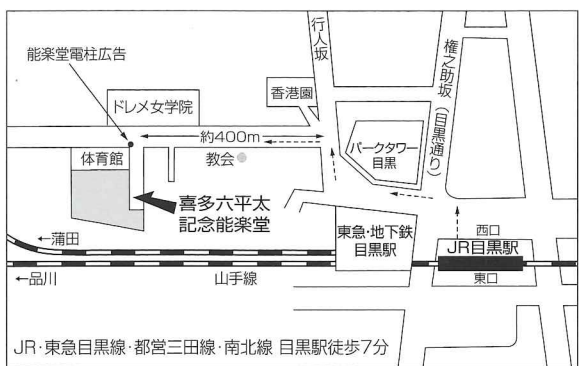 行人坂
権之助坂（目黒通り）
能楽堂電柱広告
香港園
ドレメ女学院
約400m
体育館
教会
パークタワー
目黒
喜多六平太
記念能楽堂
東急・地下鉄
目黒駅
西口
JR目黒駅
東口
←蒲田
←品川
山手線
JR・東急目黒線・都営三田線・南北線 目黒駅徒歩7分